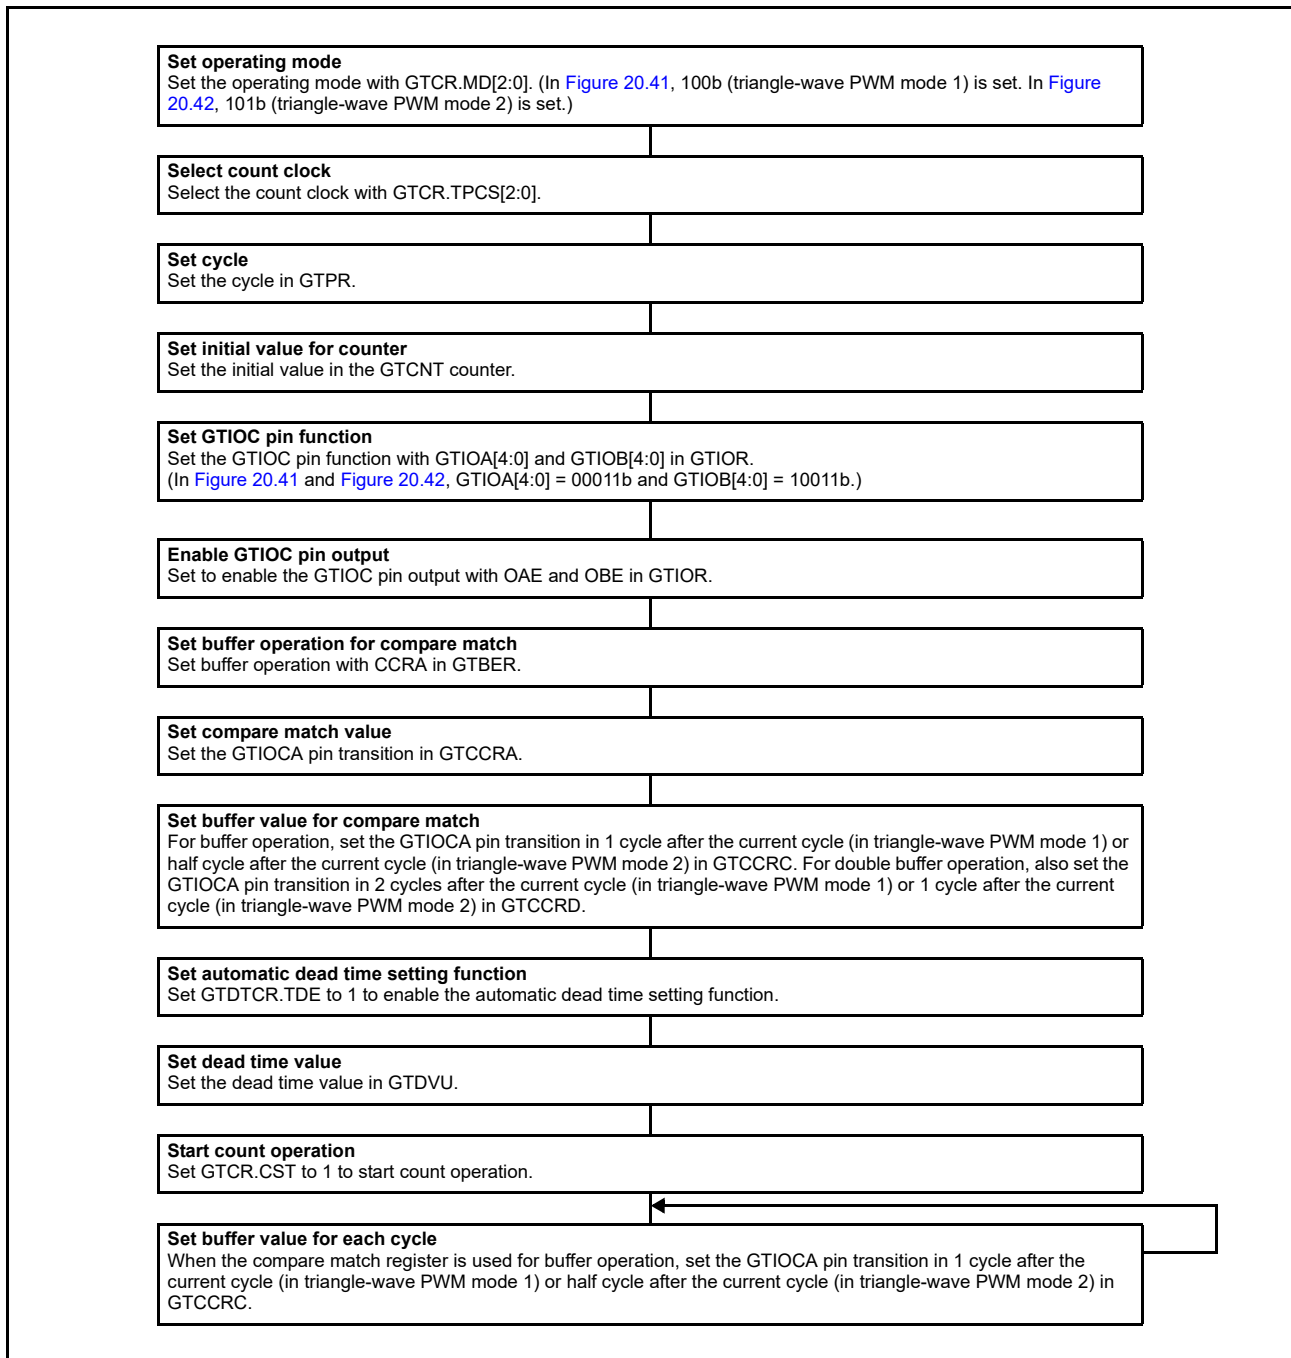 Set operating mode
Set the operating mode with GTCR.MD[2:0]. (In Figure 20.41, 100b (triangle-wave PWM mode 1) is set. In Figure
20.42, 101b (triangle-wave PWM mode 2) is set.)
Select count clock
Select the count clock with GTCR.TPCS[2:0].
Set cycle
Set the cycle in GTPR.
Set initial value for counter
Set the initial value in the GTCNT counter.
Set GTIOC pin function
Set the GTIOC pin function with GTIOA[4:0] and GTIOB[4:0] in GTIOR.
(In Figure 20.41 and Figure 20.42, GTIOA[4:0] = 00011b and GTIOB[4:0] = 10011b.)
Enable GTIOC pin output
Set to enable the GTIOC pin output with OAE and OBE in GTIOR.
Set buffer operation for compare match
Set buffer operation with CCRA in GTBER.
Set compare match value
Set the GTIOCA pin transition in GTCCRA.
Set buffer value for compare match
For buffer operation, set the GTIOCA pin transition in 1 cycle after the current cycle (in triangle-wave PWM mode 1) or
half cycle after the current cycle (in triangle-wave PWM mode 2) in GTCCRC. For double buffer operation, also set the
GTIOCA pin transition in 2 cycles after the current cycle (in triangle-wave PWM mode 1) or 1 cycle after the current
cycle (in triangle-wave PWM mode 2) in GTCCRD.
Set automatic dead time setting function
Set GTDTCR.TDE to 1 to enable the automatic dead time setting function.
Set dead time value
Set the dead time value in GTDVU.
Start count operation
Set GTCR.CST to 1 to start count operation.
Set buffer value for each cycle
When the compare match register is used for buffer operation, set the GTIOCA pin transition in 1 cycle after the
current cycle (in triangle-wave PWM mode 1) or half cycle after the current cycle (in triangle-wave PWM mode 2) in
GTCCRC.